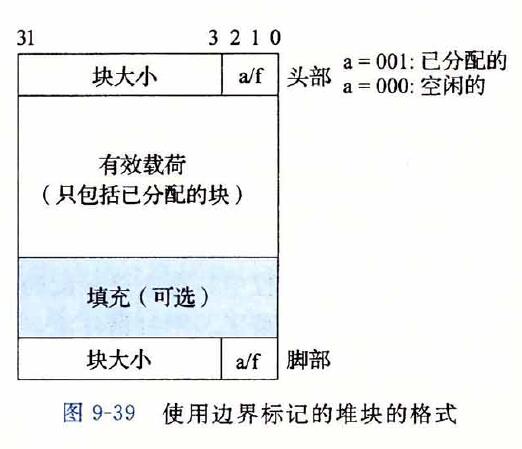 31 3 2 1 0
块大小 a/f 头部 a = 001: 已分配的
a = 000: 空闲的
有效载荷
(只包括已分配的块)
填充(可选)
块大小 a/f 脚部
图 9-39 使用边界标记的堆块的格式